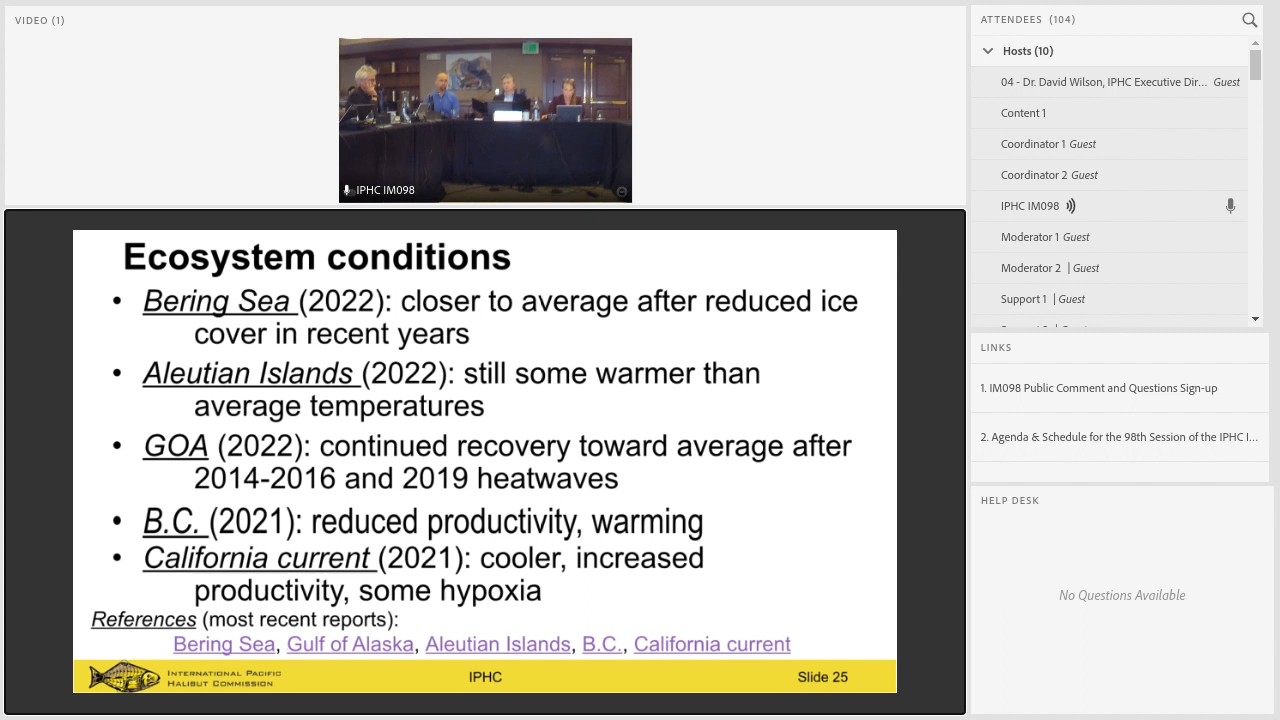 VIDEO (1)
IPHC IM098
Ecosystem conditions
• Bering Sea (2022): closer to average after reduced ice
cover in recent years
• Aleutian Islands (2022): still some warmer than
average temperatures
• GOA (2022): continued recovery toward average after
2014-2016 and 2019 heatwaves
• B.C. (2021): reduced productivity, warming
• California current (2021): cooler, increased
productivity, some hypoxia
References (most recent reports):
Bering Sea, Gulf of Alaska, Aleutian Islands, B.C., California current
INTERNATIONAL PACIFIC
HALIBUT COMMISSION
IPHC
Slide 25
ATTENDEES (104)
Hosts (10)
04 - Dr. David Wilson, IPHC Executive Dir... Guest
Content 1
Coordinator 1 Guest
Coordinator 2 Guest
IPHC IM098
Moderator 1 Guest
Moderator 2 | Guest
Support 1 | Guest
LINKS
1. IM098 Public Comment and Questions Sign-up
2. Agenda & Schedule for the 98th Session of the IPHC I...
HELP DESK
No Questions Available